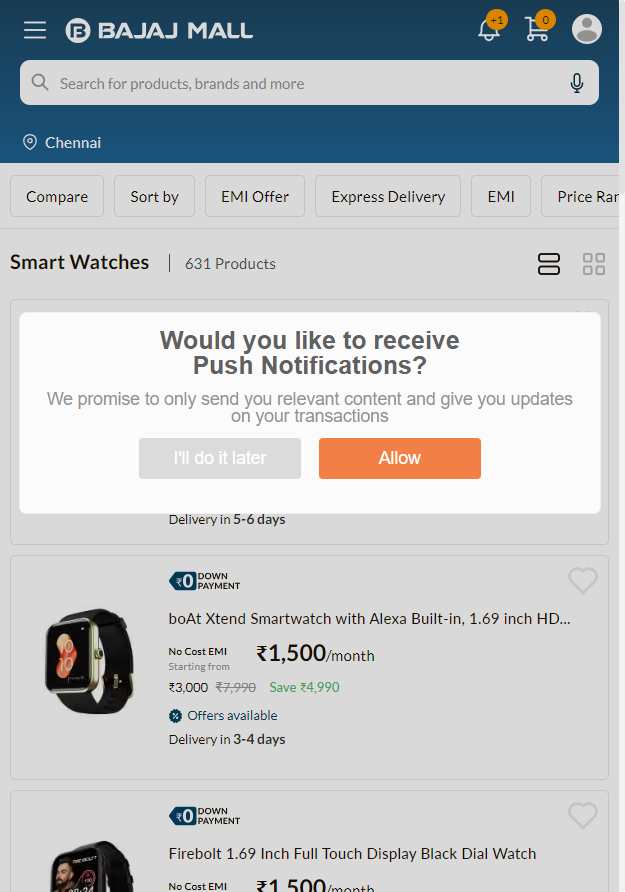 BAJAJ MALL
+1
0
Search for products, brands and more
Chennai
Compare
Sort by
EMI Offer
Express Delivery
EMI
Price Ran
Smart Watches
631 Products
Would you like to receive
Push Notifications?
We promise to only send you relevant content and give you updates
on your transactions
I'll do it later
Allow
Delivery in 5-6 days
₹0 DOWN
PAYMENT
boAt Xtend Smartwatch with Alexa Built-in, 1.69 inch HD...
No Cost EMI
Starting from
₹1,500/month
₹3,000 ₹7,990 Save ₹4,990
Offers available
Delivery in 3-4 days
₹0 DOWN
PAYMENT
Firebolt 1.69 Inch Full Touch Display Black Dial Watch
No Cost EMI
₹1,500/month